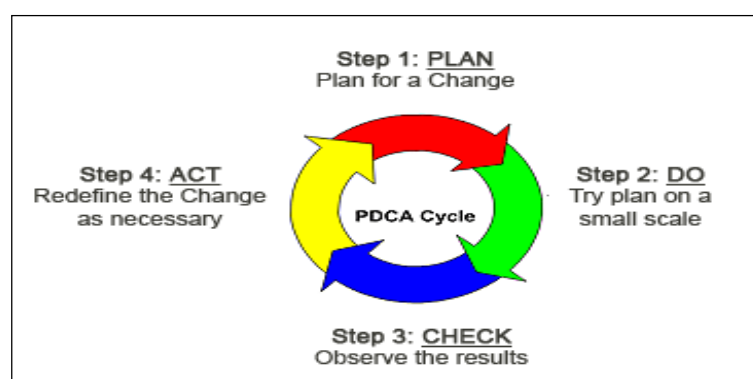 Step 1: PLAN
Plan for a Change
Step 2: DO
Try plan on a
small scale
Step 3: CHECK
Observe the results
Step 4: ACT
Redefine the Change
as necessary
PDCA Cycle